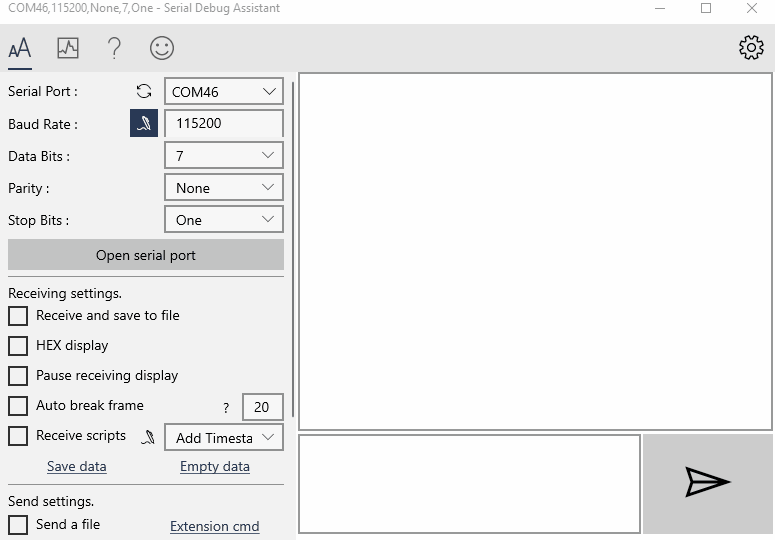 COM46,115200,None,7,One - Serial Debug Assistant
AA
?
Serial Port :
COM46
Baud Rate :
115200
Data Bits :
7
Parity :
None
Stop Bits :
One
Open serial port
Receiving settings.
Receive and save to file
HEX display
Pause receiving display
Auto break frame
?
20
Receive scripts
Add Timesta
Save data
Empty data
Send settings.
Send a file
Extension cmd